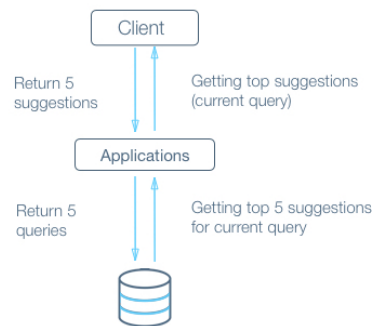 Client
Return 5
suggestions
Getting top suggestions
(current query)
Applications
Return 5
queries
Getting top 5 suggestions
for current query